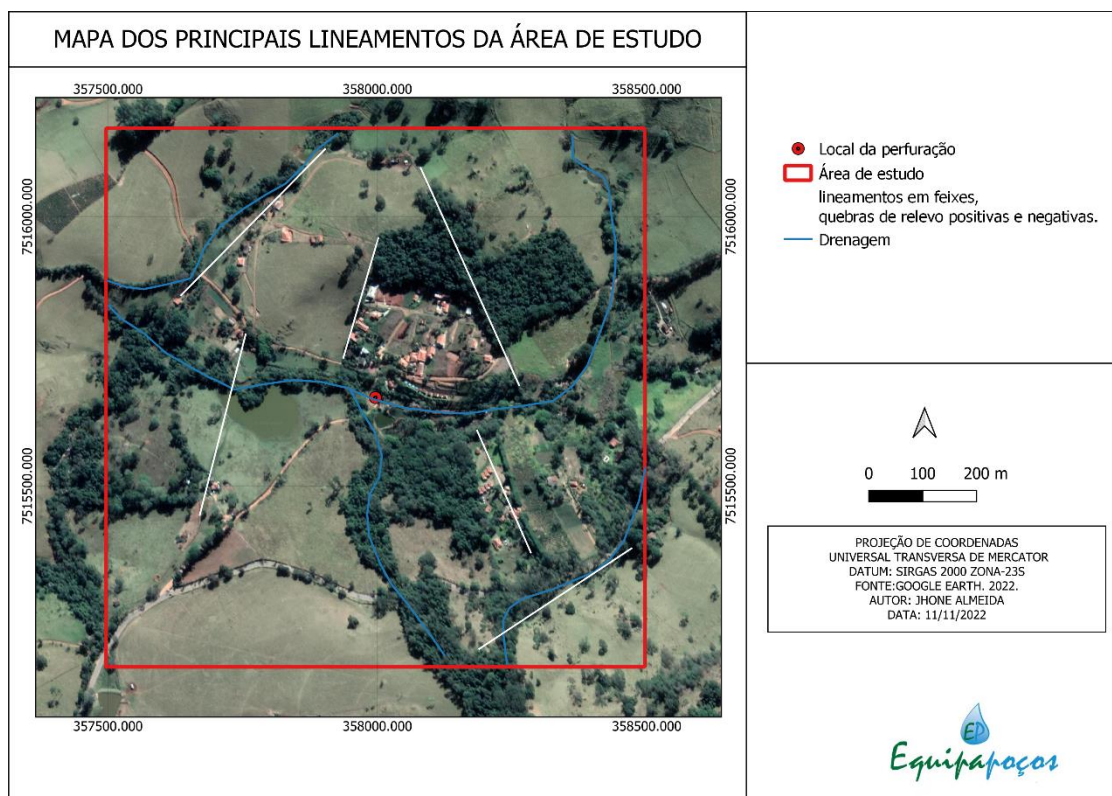 MAPA DOS PRINCIPAIS LINEAMENTOS DA ÁREA DE ESTUDO
357500.000 358000.000 358500.000
7516000.000 7516000.000
7515500.000 7515500.000
357500.000 358000.000 358500.000
Local da perfuração
Área de estudo
lineamentos em feixes,
quebras de relevo positivas e negativas.
Drenagem
0 100 200 m
PROJEÇÃO DE COORDENADAS
UNIVERSAL TRANSVERSA DE MERCATOR
DATUM: SIRGAS 2000 ZONA-23S
FONTE:GOOGLE EARTH. 2022.
AUTOR: JHONE ALMEIDA
DATA: 11/11/2022
EP
Equipapoços